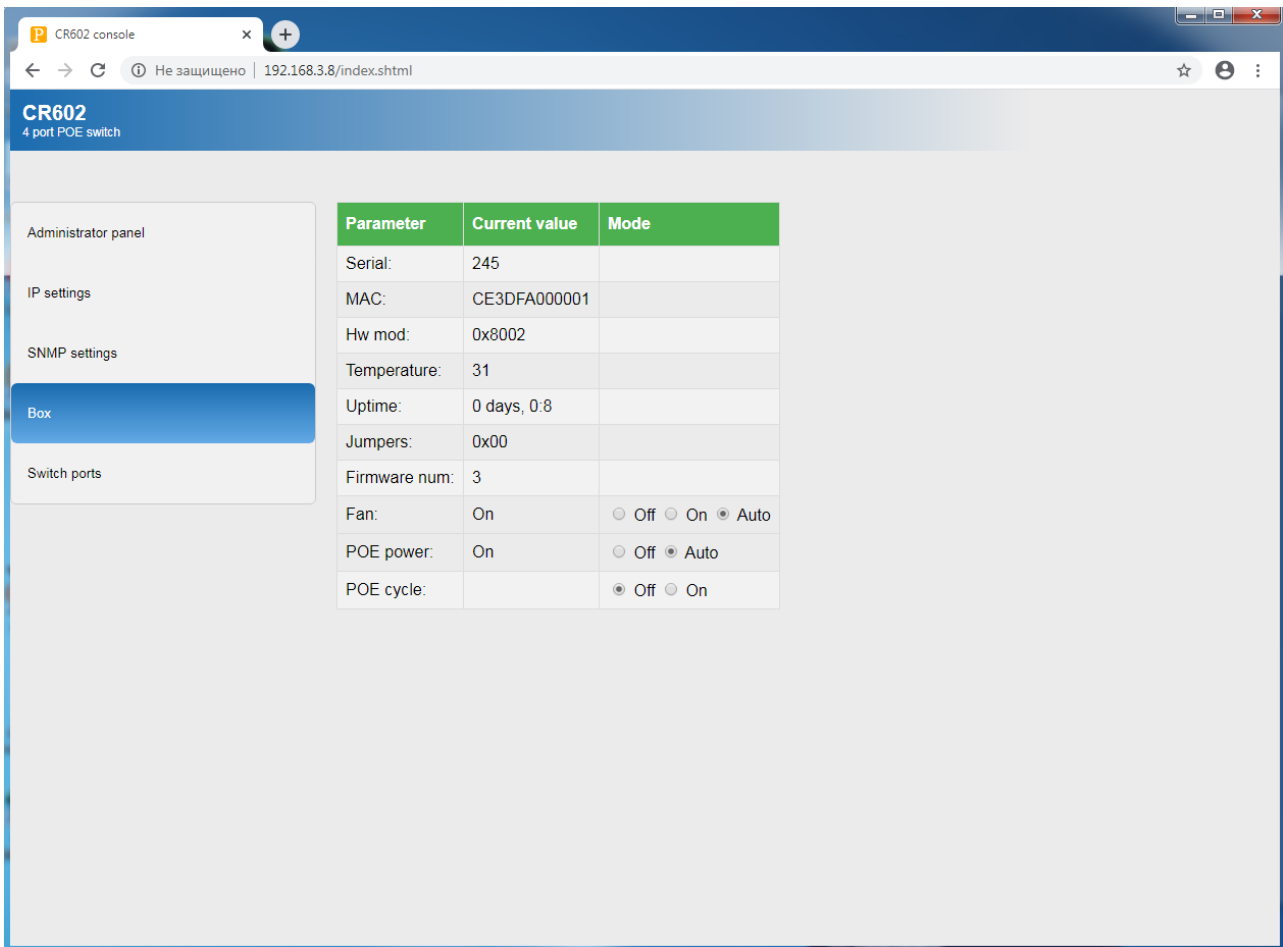 CR602 console
Не защищено 192.168.3.8/index.shtml
CR602
4 port POE switch
Administrator panel
IP settings
SNMP settings
Box
Switch ports
Parameter Current value Mode
Serial: 245
MAC: CE3DFA000001
Hw mod: 0x8002
Temperature: 31
Uptime: 0 days, 0:8
Jumpers: 0x00
Firmware num: 3
Fan: On Off On Auto
POE power: On Off Auto
POE cycle: Off On